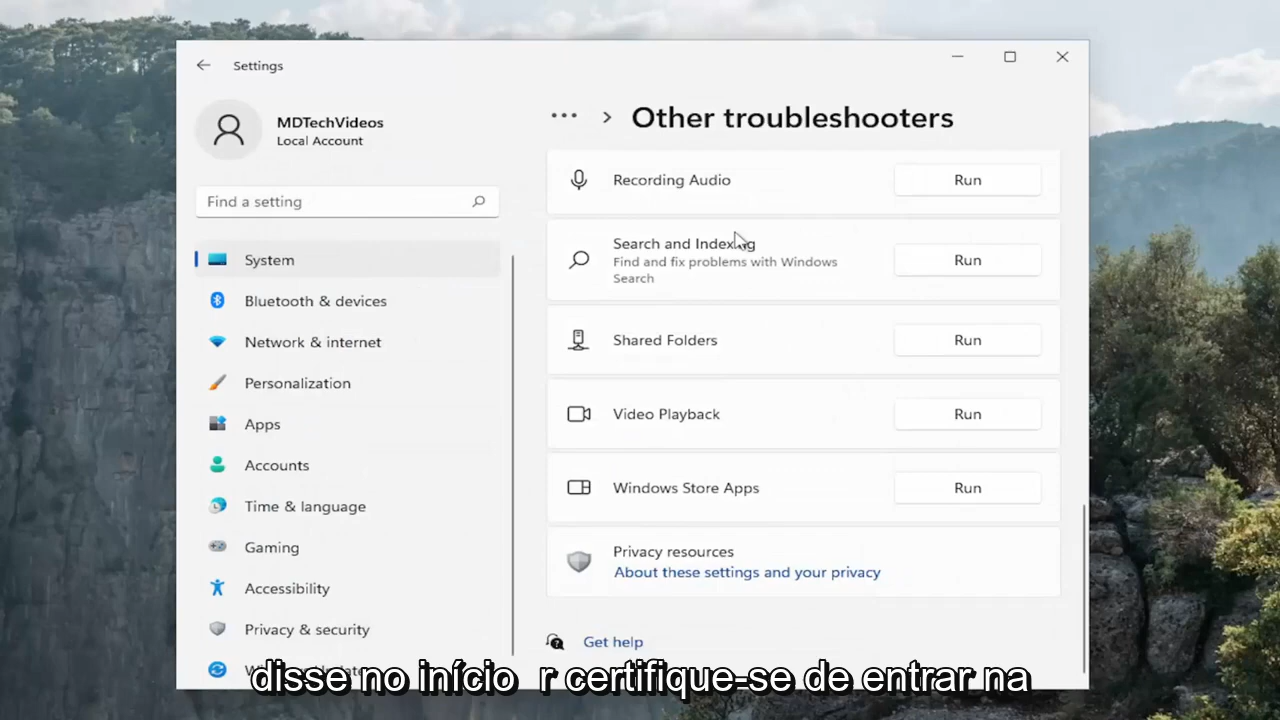 Settings
MDTechVideos
Local Account
Find a setting
System
Bluetooth & devices
Network & internet
Personalization
Apps
Accounts
Time & language
Gaming
Accessibility
Privacy & security
... > Other troubleshooters
Recording Audio Run
Search and Indexing Run
Find and fix problems with Windows
Search
Shared Folders Run
Video Playback Run
Windows Store Apps Run
Privacy resources
About these settings and your privacy
Get help
disse no início r certifique-se de entrar na